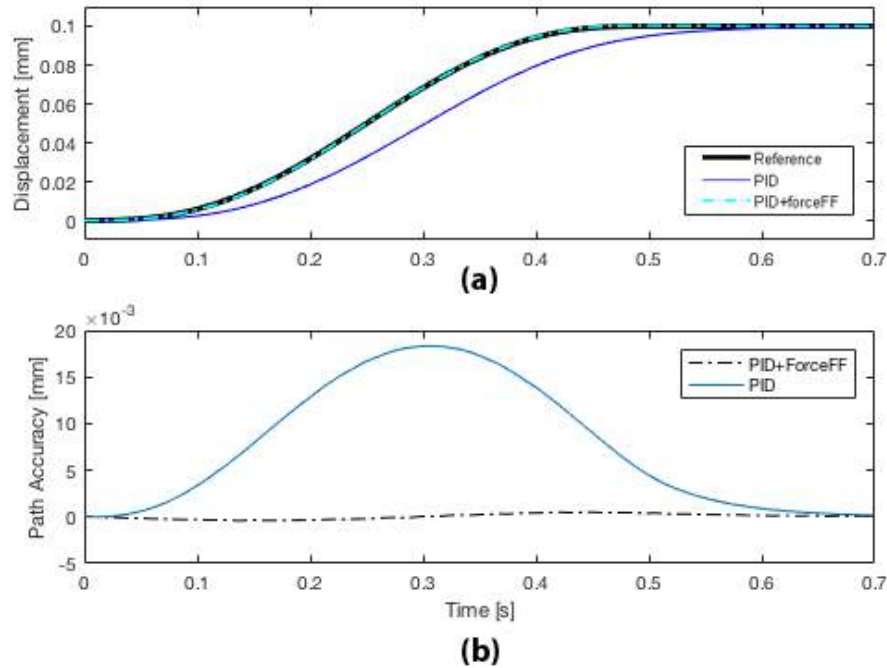 0.1
0.08
0.06
0.04
0.02
0
Displacement [mm]
Reference
PID
PID+forceFF
0 0.1 0.2 0.3 0.4 0.5 0.6 0.7
(a)
×10-3
20
15
10
5
0
-5
Path Accuracy [mm]
PID+ForceFF
PID
0 0.1 0.2 0.3 0.4 0.5 0.6 0.7
Time [s]
(b)